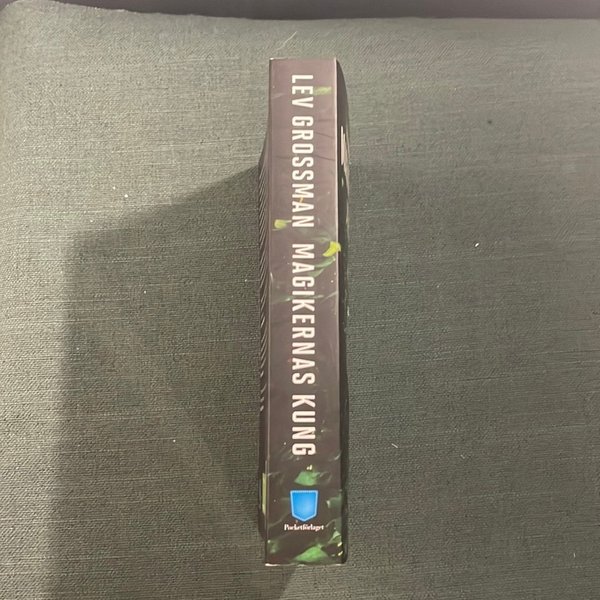 LEV GROSSMAN MAGIKERNAS KUNG
Pocketförlaget